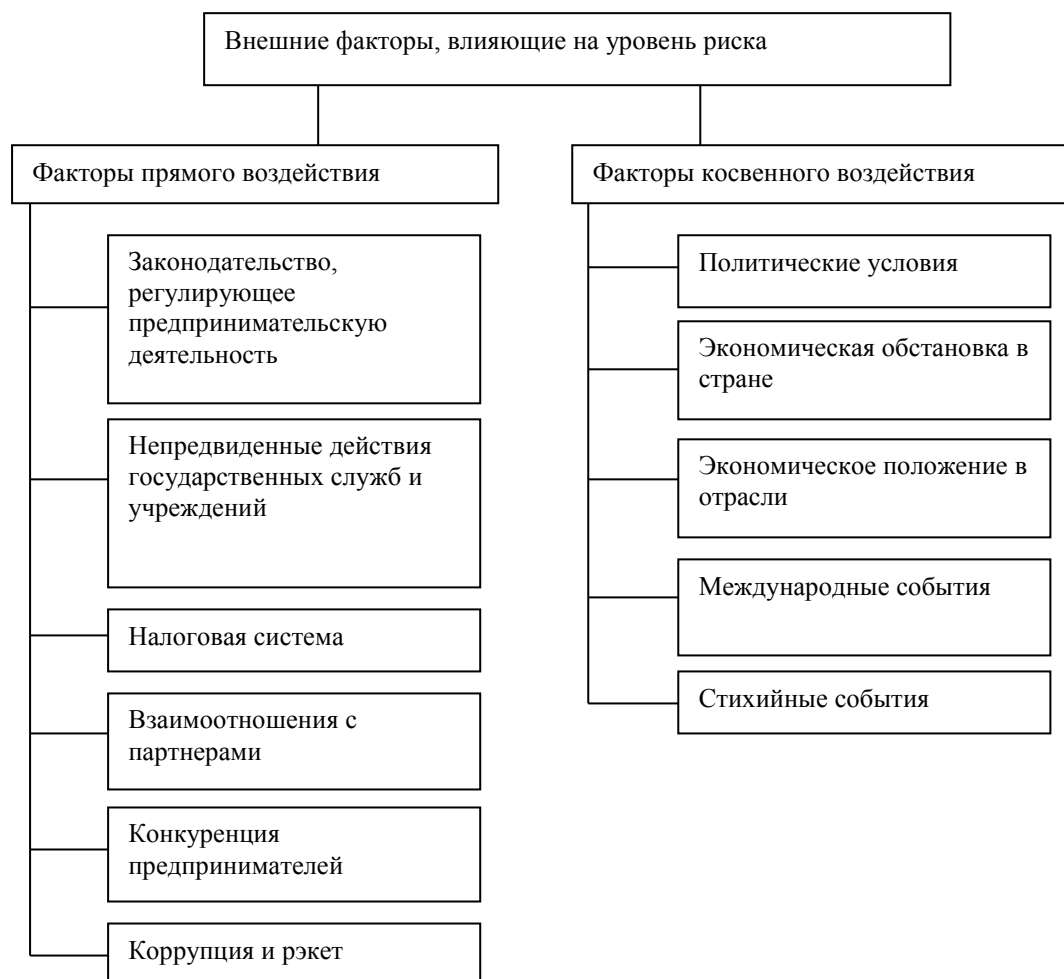 Внешние факторы, влияющие на уровень риска
Факторы прямого воздействия
Законодательство,
регулирующее
предпринимательскую
деятельность
Непредвиденные действия
государственных служб и
учреждений
Налоговая система
Взаимоотношения с
партнерами
Конкуренция
предпринимателей
Коррупция и рэкет
Факторы косвенного воздействия
Политические условия
Экономическая обстановка в
стране
Экономическое положение в
отрасли
Международные события
Стихийные события